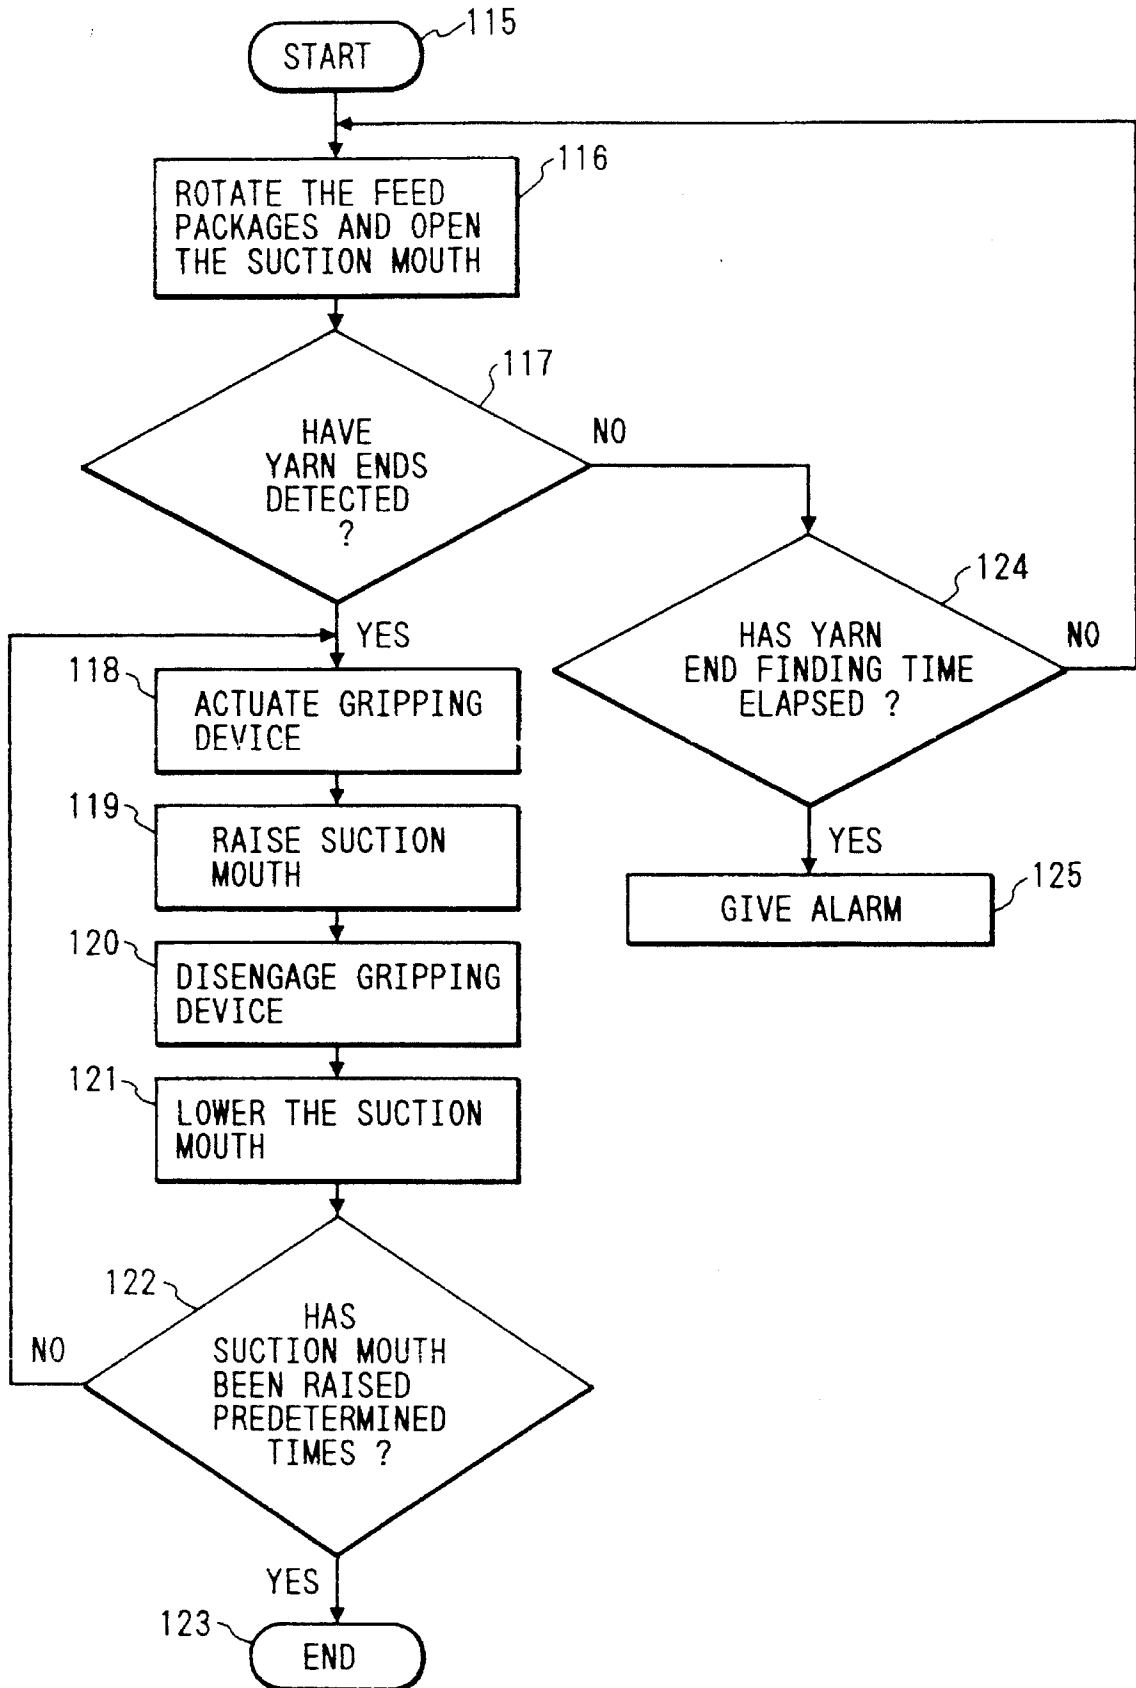 START
115
ROTATE THE FEED
PACKAGES AND OPEN
THE SUCTION MOUTH
116
HAVE
YARN ENDS
DETECTED
?
117
NO
YES
HAS YARN
END FINDING TIME
ELAPSED ?
124
NO
YES
GIVE ALARM
125
118
ACTUATE GRIPPING
DEVICE
119
RAISE SUCTION
MOUTH
120
DISENGAGE GRIPPING
DEVICE
121
LOWER THE SUCTION
MOUTH
122
HAS
SUCTION MOUTH
BEEN RAISED
PREDETERMINED
TIMES ?
NO
YES
123
END